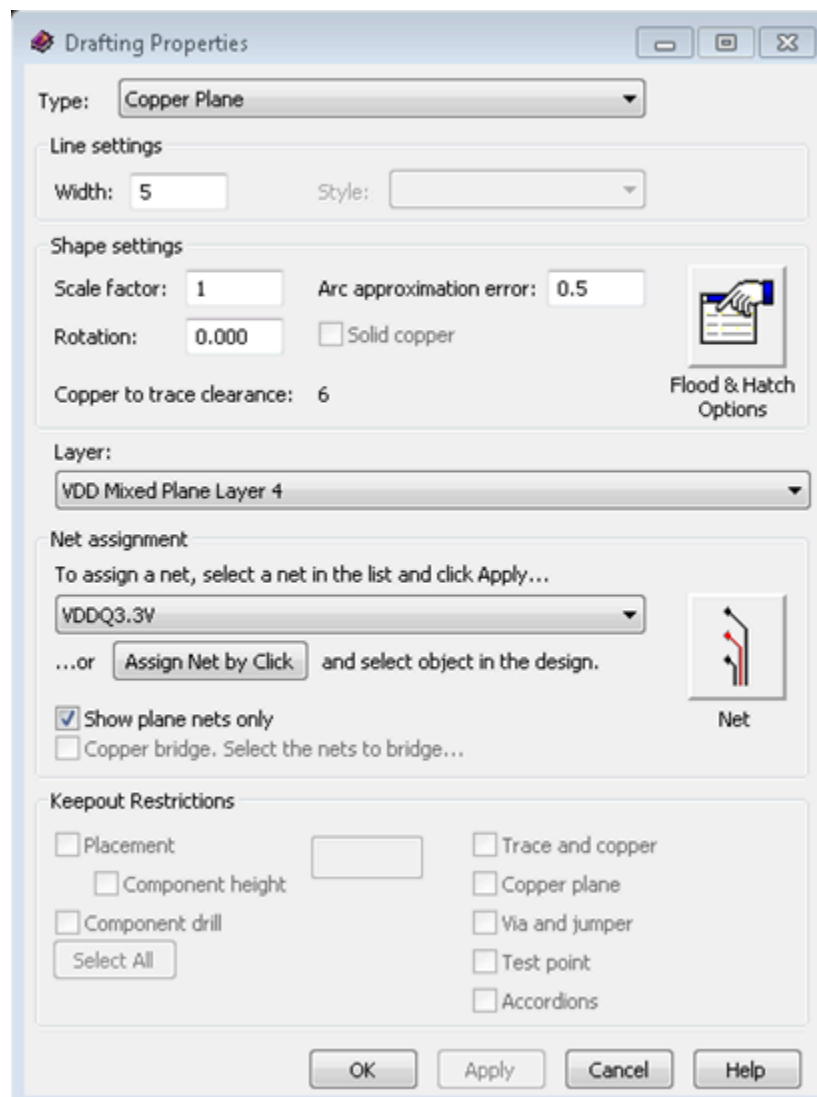 Drafting Properties
Type: Copper Plane
Line settings
Width: 5 Style:
Shape settings
Scale factor: 1 Arc approximation error: 0.5
Rotation: 0.000 Solid copper
Copper to trace clearance: 6
Flood & Hatch
Options
Layer:
VDD Mixed Plane Layer 4
Net assignment
To assign a net, select a net in the list and click Apply...
VDDQ3.3V
...or Assign Net by Click and select object in the design.
Show plane nets only
Net
Copper bridge. Select the nets to bridge...
Keepout Restrictions
Placement Trace and copper
Component height Copper plane
Component drill Via and jumper
Select All Test point
Accordions
OK Apply Cancel Help